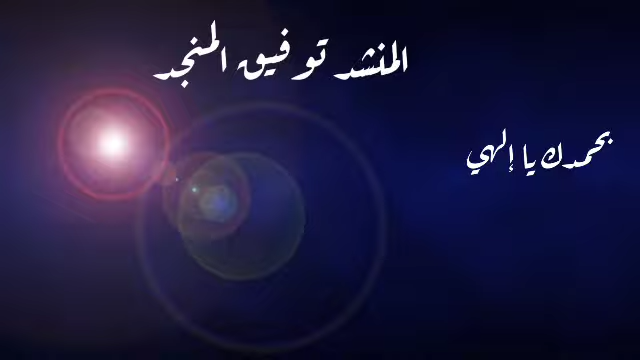 المنشد توفيق المنجد
بحمدك يا إلهي